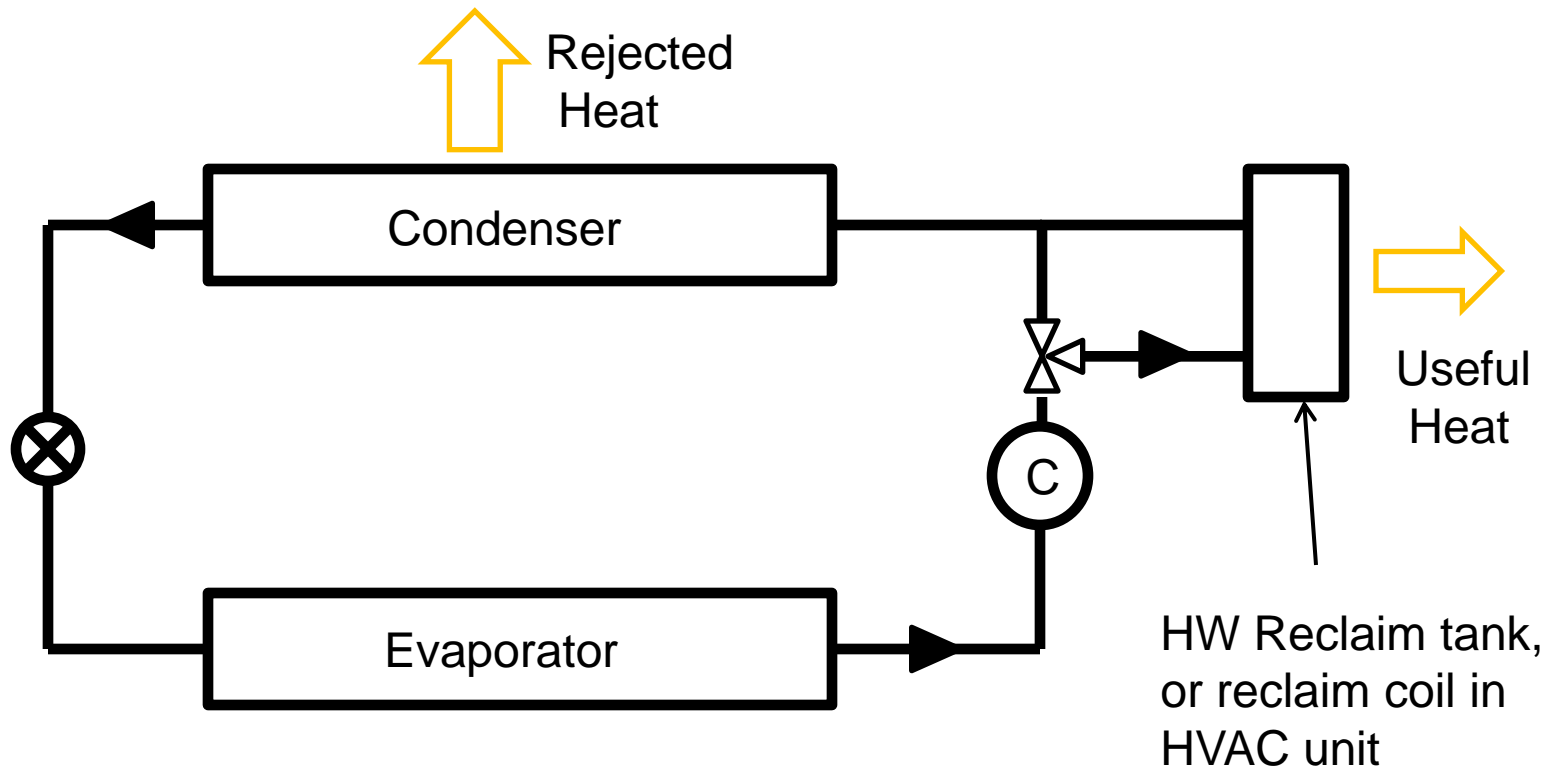 Rejected
Heat
Condenser
Useful
Heat
C
Evaporator
HW Reclaim tank,
or reclaim coil in
HVAC unit